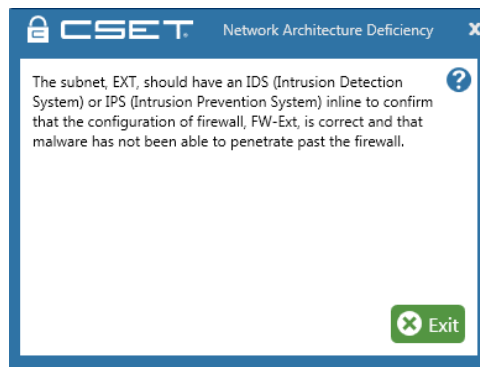 CSET. Network Architecture Deficiency X
The subnet, EXT, should have an IDS (Intrusion Detection
System) or IPS (Intrusion Prevention System) inline to confirm
that the configuration of firewall, FW-Ext, is correct and that
malware has not been able to penetrate past the firewall.
?
Exit